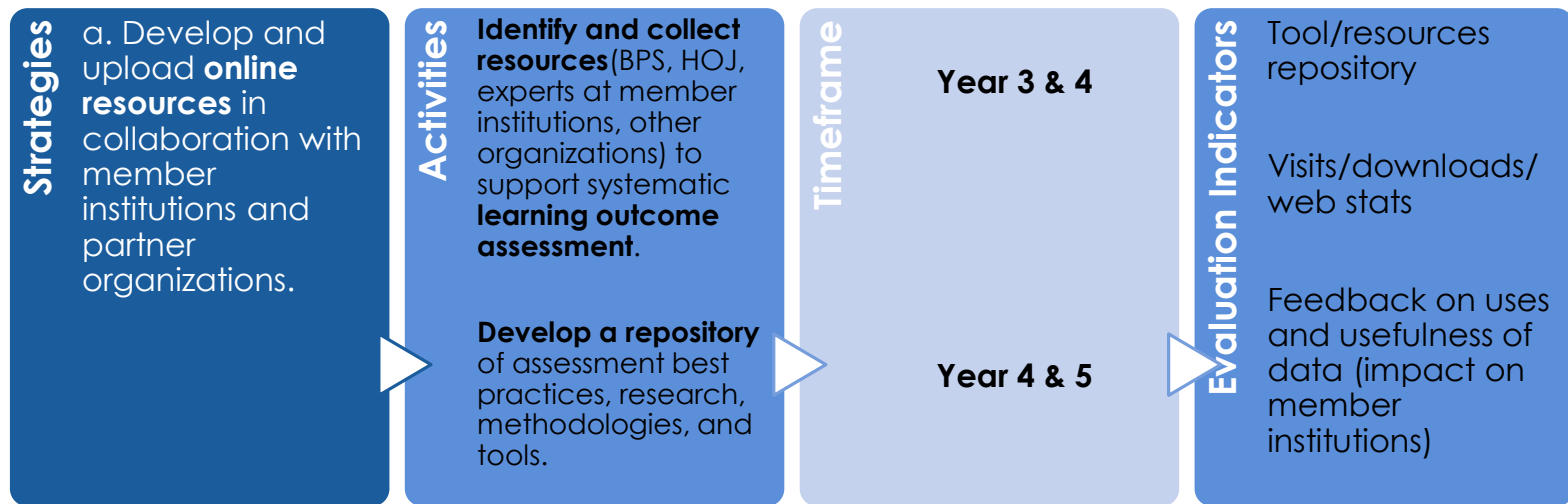 Strategies
a. Develop and
upload online
resources in
collaboration with
member
institutions and
partner
organizations.
Activities
Identify and collect
resources(BPS, HOJ,
experts at member
institutions, other
organizations) to
support systematic
learning outcome
assessment.
Develop a repository
of assessment best
practices, research,
methodologies, and
tools.
Timeframe
Year 3 & 4
Year 4 & 5
Evaluation Indicators
Tool/resources
repository
Visits/downloads/
web stats
Feedback on uses
and usefulness of
data (impact on
member
institutions)